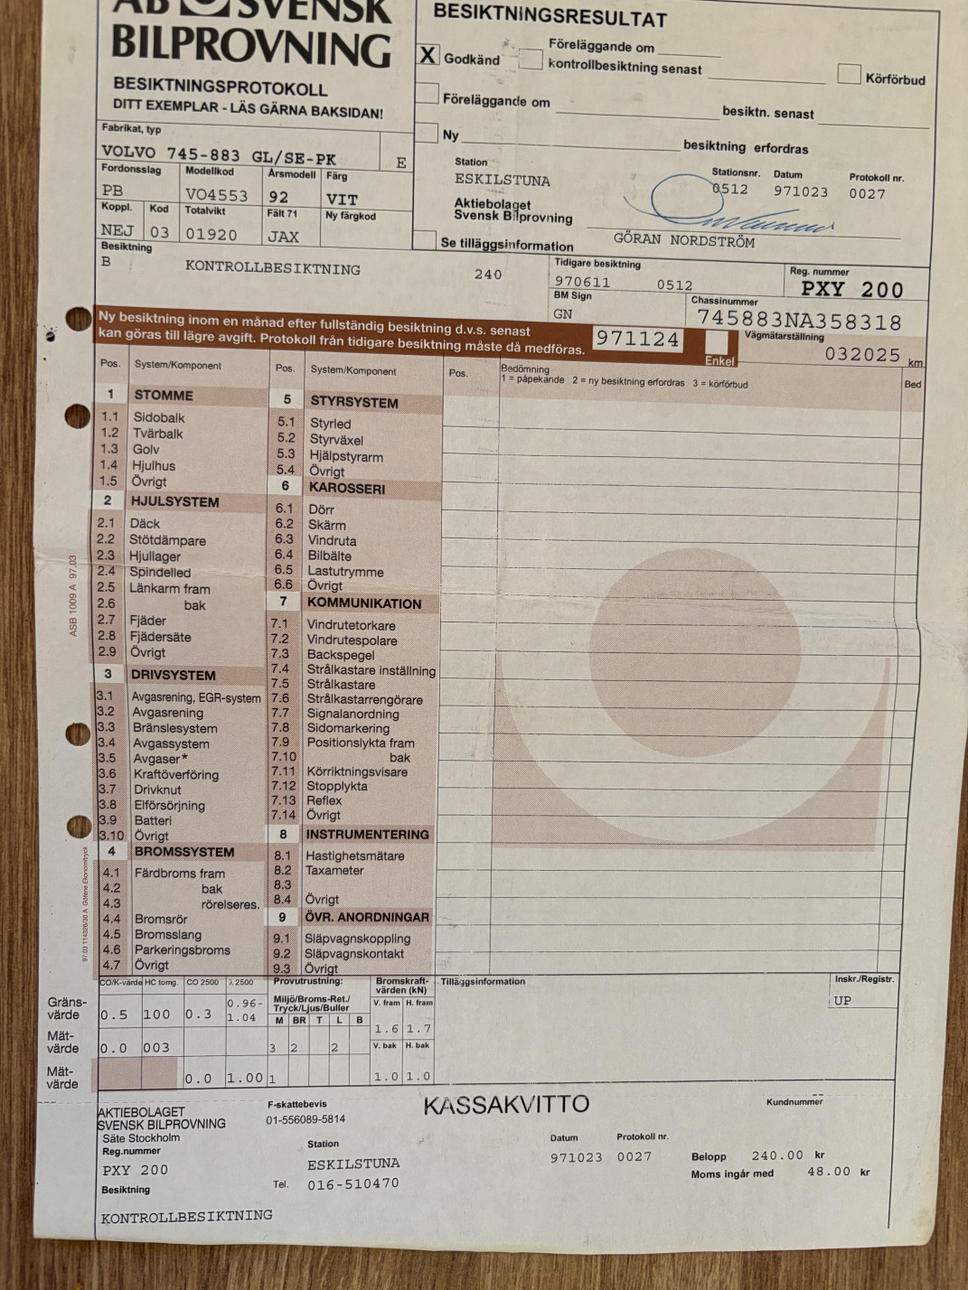 AB SVENSK
BILPROVNING
BESIKTNINGSPROTOKOLL
DITT EXEMPLAR - LÄS GÄRNA BAKSIDAN!
BESIKTNINGSRESULTAT
X Godkänd
Föreläggande om
kontrollbesiktning senast
Körförbud
Föreläggande om
besiktn. senast
Ny
besiktning erfordras
Fabrikat, typ
VOLVO 745-883 GL/SE-PK
E
Fordonsslag Modellkod Årsmodell Färg
PB VO4553 92 VIT
Koppl. Kod Totalvikt Fält 71 Ny färgkod
NEJ 03 01920 JAX
Station Stationsnr. Datum Protokoll nr.
ESKILSTUNA 0512 971023 0027
Aktiebolaget
Svensk Bilprovning
GÖRAN NORDSTRÖM
Se tilläggsinformation
Besiktning
B KONTROLLBESIKTNING 240
Tidigare besiktning
970611 0512
Reg. nummer
PXY 200
BM Sign
GN
Chassinummer
745883NA358318
Ny besiktning inom en månad efter fullständig besiktning d.v.s. senast
kan göras till lägre avgift. Protokoll från tidigare besiktning måste då medföras.
971124
Enkel
Vägmätarställning
032025 km
Pos. System/Komponent Pos. System/Komponent Pos. Bedömning
1 = påpekande 2 = ny besiktning erfordras 3 = körförbud
Bed
1 STOMME
1.1 Sidobalk
1.2 Tvärbalk
1.3 Golv
1.4 Hjulhus
1.5 Övrigt
2 HJULSYSTEM
2.1 Däck
2.2 Stötdämpare
2.3 Hjullager
2.4 Spindelled
2.5 Länkarm fram
2.6 bak
2.7 Fjäder
2.8 Fjädersäte
2.9 Övrigt
3 DRIVSYSTEM
3.1 Avgasrening, EGR-system
3.2 Avgasrening
3.3 Bränslesystem
3.4 Avgassystem
3.5 Avgaser*
3.6 Kraftöverföring
3.7 Drivknut
3.8 Elförsörjning
3.9 Batteri
3.10 Övrigt
4 BROMSSYSTEM
4.1 Färdbroms fram
4.2 bak
4.3 rörelseres.
4.4 Bromsrör
4.5 Bromsslang
4.6 Parkeringsbroms
4.7 Övrigt
5 STYRSYSTEM
5.1 Styrled
5.2 Styrväxel
5.3 Hjälpstyrarm
5.4 Övrigt
6 KAROSSERI
6.1 Dörr
6.2 Skärm
6.3 Vindruta
6.4 Bilbälte
6.5 Lastutrymme
6.6 Övrigt
7 KOMMUNIKATION
7.1 Vindrutetorkare
7.2 Vindrutespolare
7.3 Backspegel
7.4 Strålkastare inställning
7.5 Strålkastare
7.6 Strålkastarrengörare
7.7 Signalanordning
7.8 Sidomarkering
7.9 Positionslykta fram
7.10 bak
7.11 Körriktningsvisare
7.12 Stopplykta
7.13 Reflex
7.14 Övrigt
8 INSTRUMENTERING
8.1 Hastighetsmätare
8.2 Taxameter
8.3
8.4 Övrigt
9 ÖVR. ANORDNINGAR
9.1 Släpvagnskoppling
9.2 Släpvagnskontakt
9.3 Övrigt
ASB 1009 A 97.03
CO/K-värde HC tomg. CO 2500 λ 2500
Gräns-
värde
0.5 100 0.3 0.96-
1.04
Mät-
värde
0.0 003
Mät-
värde
0.0 1.00
Provutrustning:
Miljö/Broms-Ret./
Tryck/Ljus/Buller
M BR T L B
3 2 2
1
Bromskraft-
värden (kN)
V. fram H. fram
1.6 1.7
V. bak H. bak
1.0 1.0
Tilläggsinformation
Inskr./Registr.
UP
AKTIEBOLAGET
SVENSK BILPROVNING
Säte Stockholm
F-skattebevis
01-556089-5814
KASSAKVITTO
Kundnummer
--
Reg.nummer
PXY 200
Station
ESKILSTUNA
Tel. 016-510470
Datum Protokoll nr.
971023 0027
Belopp 240.00 kr
Moms ingår med 48.00 kr
Besiktning
KONTROLLBESIKTNING